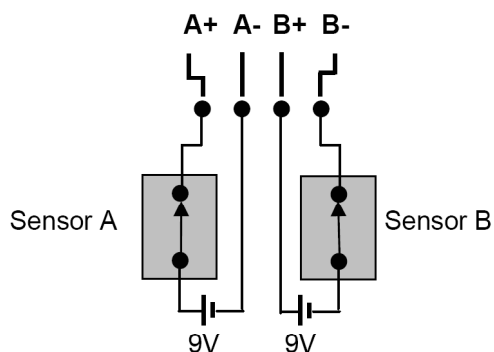 A+ A- B+ B-
Sensor A
Sensor B
9V
9V